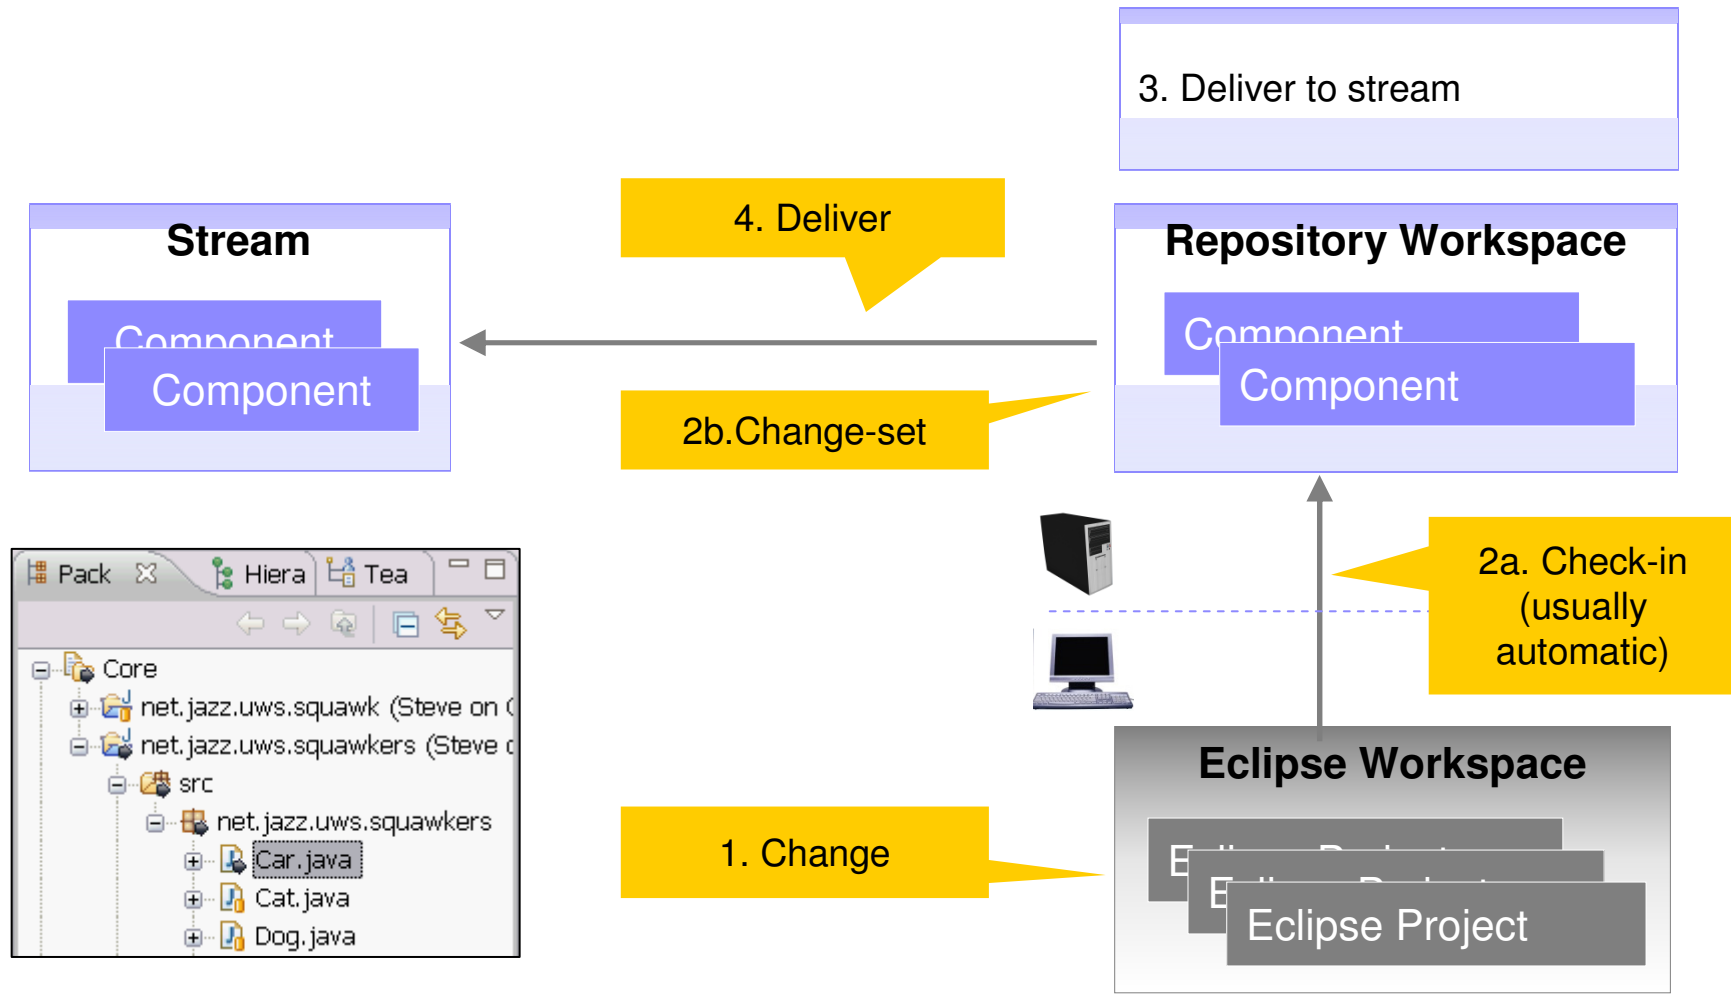 3. Deliver to stream
4. Deliver
Stream
Component
Component
Repository Workspace
Component
Component
2b.Change-set
2a. Check-in
(usually
automatic)
Pack
Hiera
Tea
Core
net.jazz.uws.squawk (Steve on
net.jazz.uws.squawkers (Steve
src
net.jazz.uws.squawkers
Car.java
Cat.java
Dog.java
1. Change
Eclipse Workspace
Eclipse Project